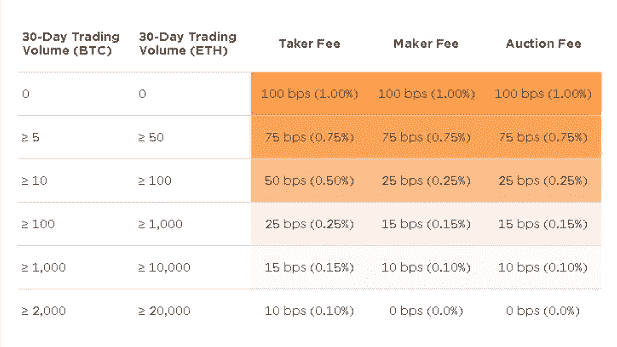 30-Day Trading Volume (BTC) 30-Day Trading Volume (ETH) Taker Fee Maker Fee Auction Fee
0 0 100 bps (1.00%) 100 bps (1.00%) 100 bps (1.00%)
≥ 5 ≥ 50 75 bps (0.75%) 75 bps (0.75%) 75 bps (0.75%)
≥ 10 ≥ 100 50 bps (0.50%) 25 bps (0.25%) 25 bps (0.25%)
≥ 100 ≥ 1,000 25 bps (0.25%) 15 bps (0.15%) 15 bps (0.15%)
≥ 1,000 ≥ 10,000 15 bps (0.15%) 10 bps (0.10%) 10 bps (0.10%)
≥ 2,000 ≥ 20,000 10 bps (0.10%) 0 bps (0.0%) 0 bps (0.0%)